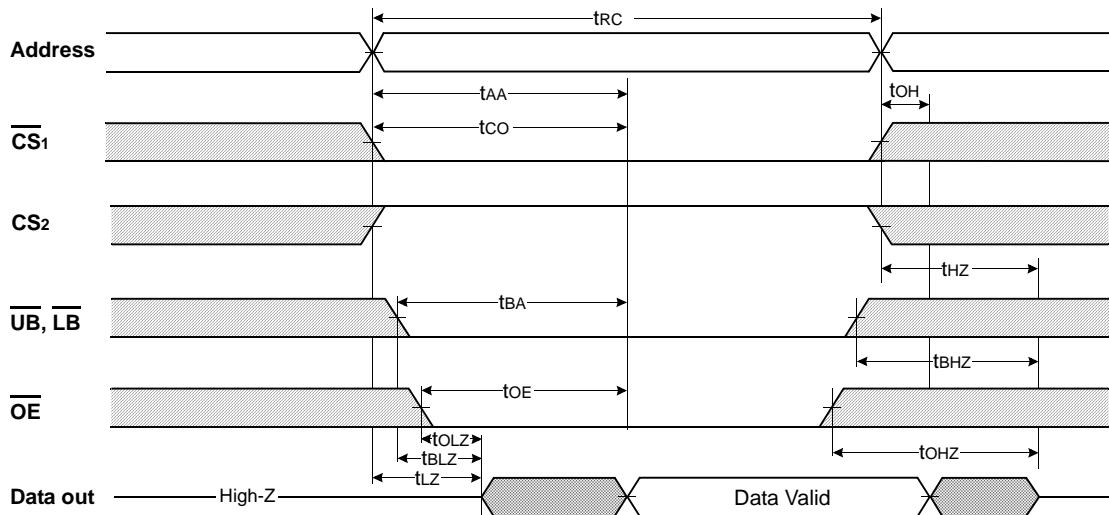 tRC
Address
tAA
tOH
tCO
CS1
CS2
tHZ
tBA
UB, LB
tBHZ
tOE
OE
tOLZ
tBLZ
tOHZ
tLZ
Data out
High-Z
Data Valid